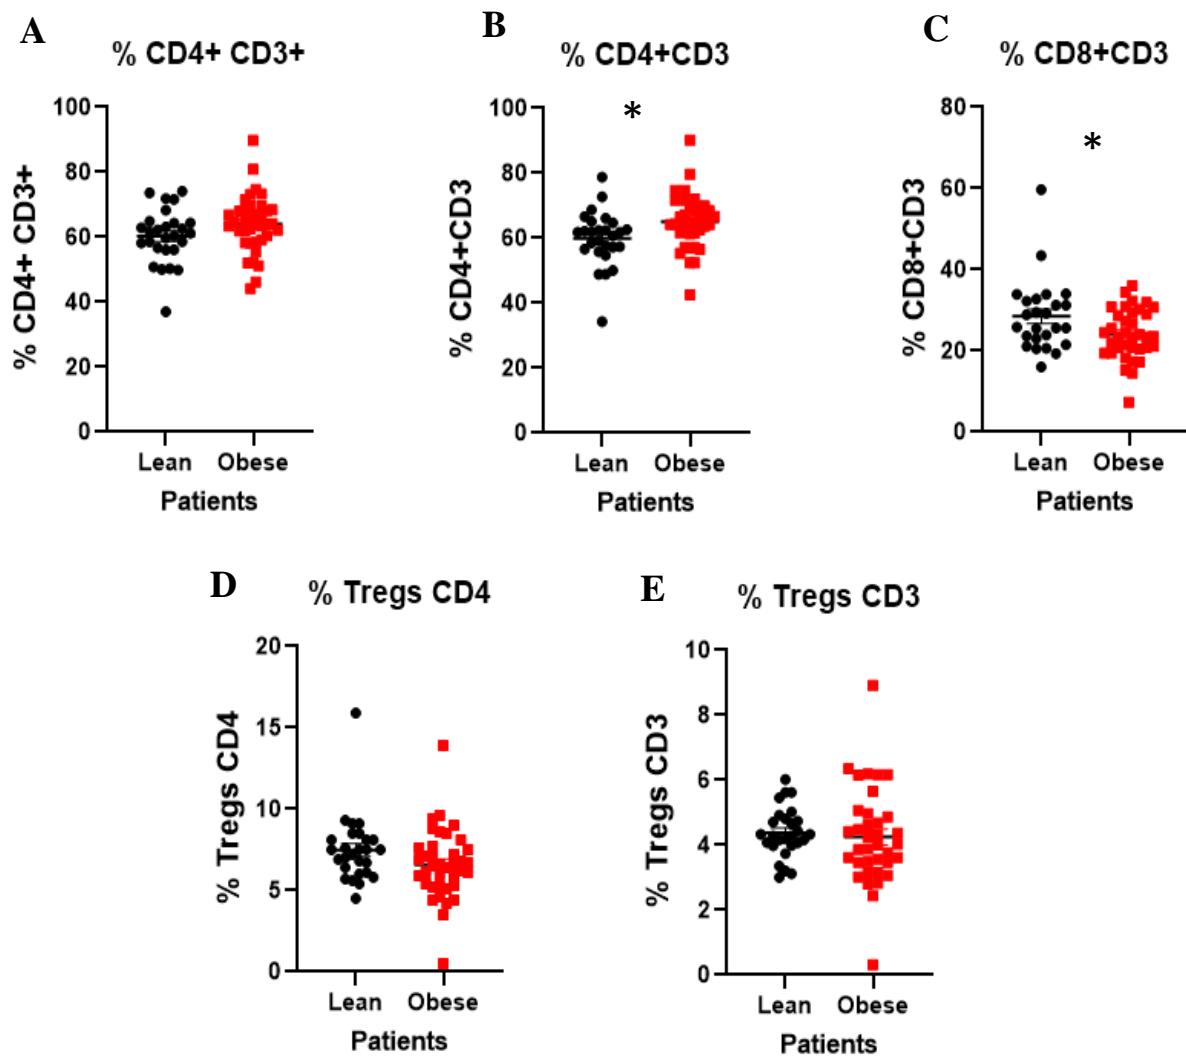 A
% CD4+ CD3+
% CD4+ CD3+
100
80
60
40
20
0
Lean Obese
Patients
B
% CD4+CD3
*
% CD4+CD3
100
80
60
40
20
0
Lean Obese
Patients
C
% CD8+CD3
*
% CD8+CD3
80
60
40
20
0
Lean Obese
Patients
D
% Tregs CD4
% Tregs CD4
20
15
10
5
0
Lean Obese
Patients
E
% Tregs CD3
% Tregs CD3
10
8
6
4
2
0
Lean Obese
Patients